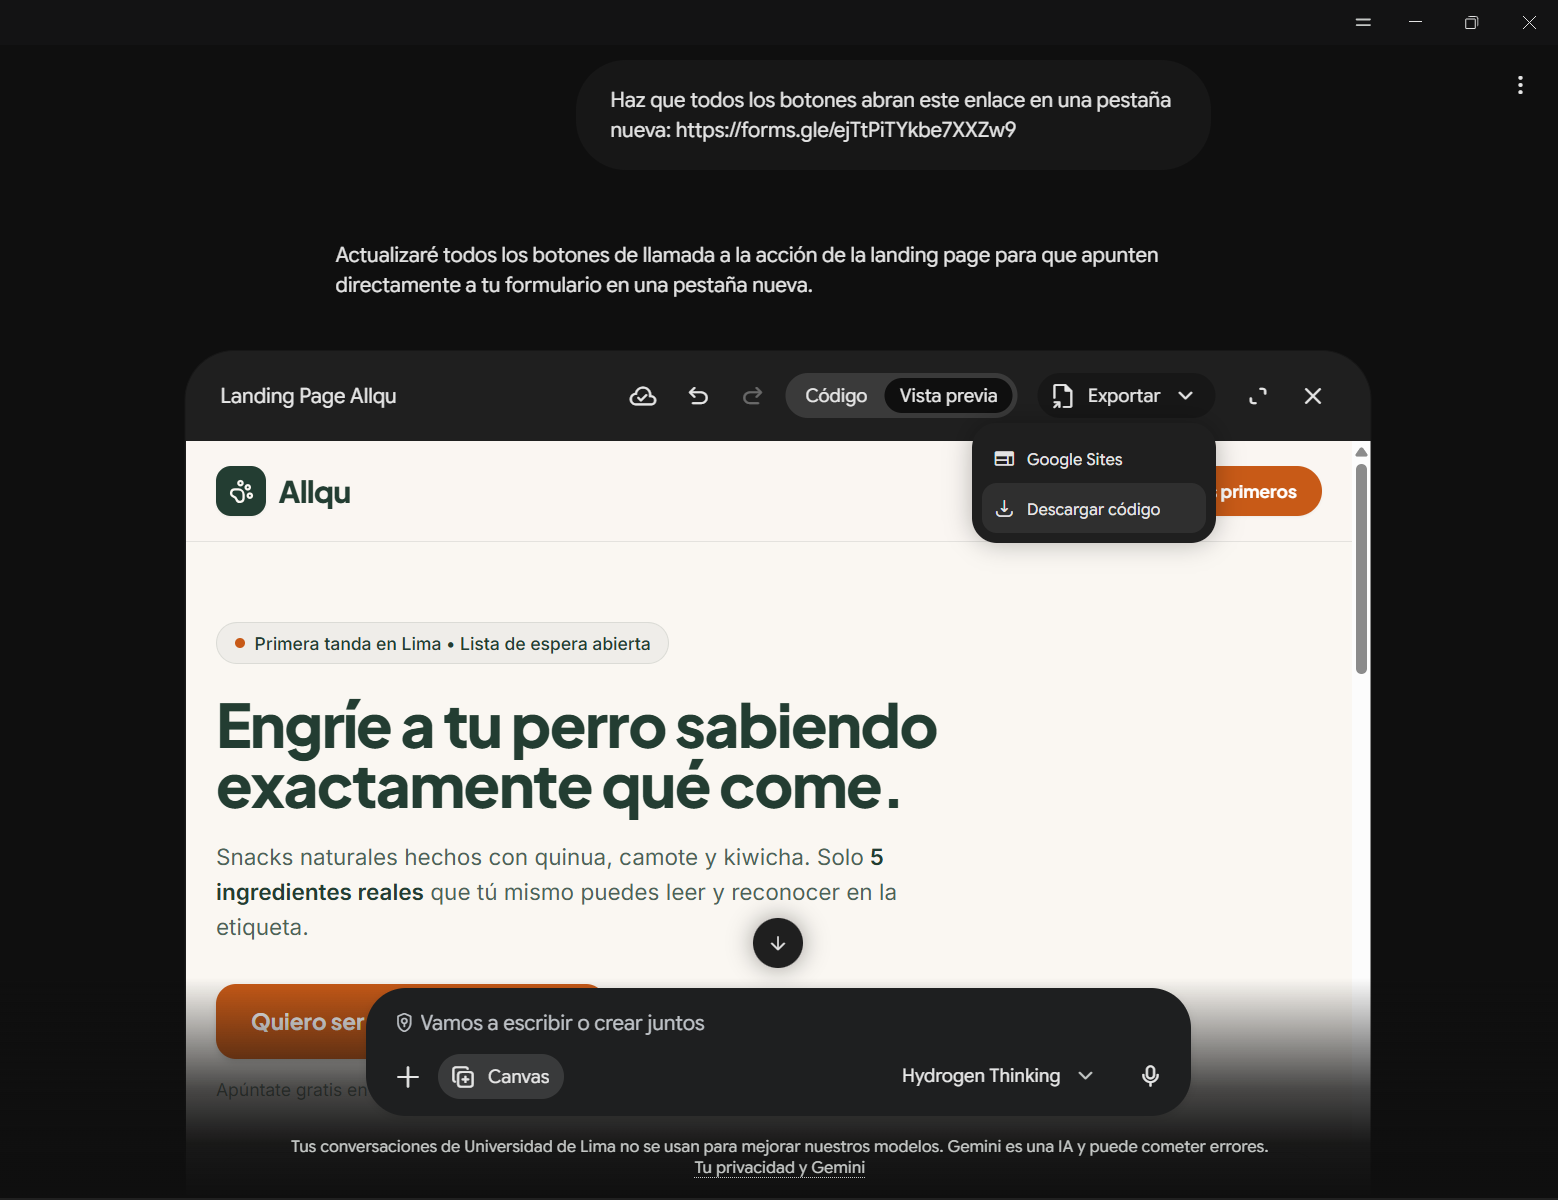 Haz que todos los botones abran este enlace en una pestaña
nueva: https://forms.gle/ejTtPiTYkbe7XXZw9
Actualizaré todos los botones de llamada a la acción de la landing page para que apunten
directamente a tu formulario en una pestaña nueva.
Landing Page Allqu
Código
Vista previa
Exportar
Google Sites
Descargar código
Allqu
primeros
Primera tanda en Lima • Lista de espera abierta
Engríe a tu perro sabiendo
exactamente qué come.
Snacks naturales hechos con quinua, camote y kiwicha. Solo 5
ingredientes reales que tú mismo puedes leer y reconocer en la
etiqueta.
Quiero ser
Apúntate gratis en
Vamos a escribir o crear juntos
Canvas
Hydrogen Thinking
Tus conversaciones de Universidad de Lima no se usan para mejorar nuestros modelos. Gemini es una IA y puede cometer errores.
Tu privacidad y Gemini